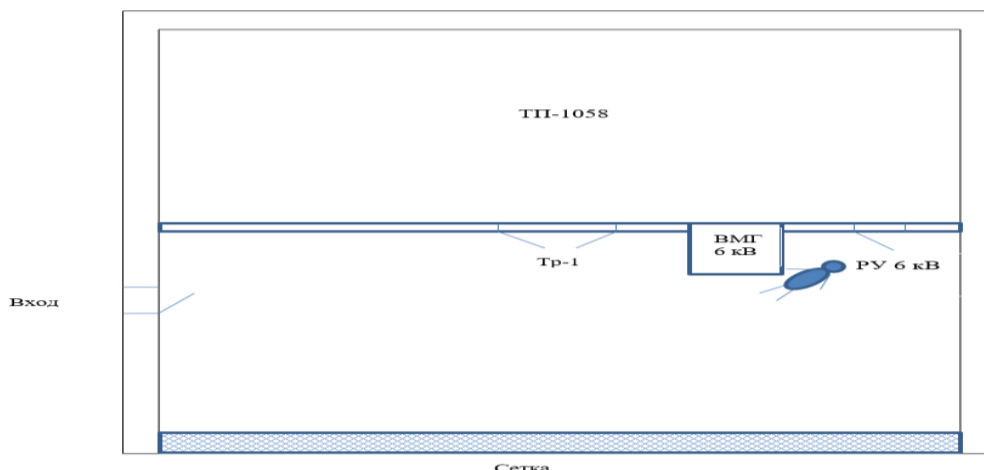 ТП-1058
ВМГ
6 кВ
Тр-1
РУ 6 кВ
Вход
Сетка